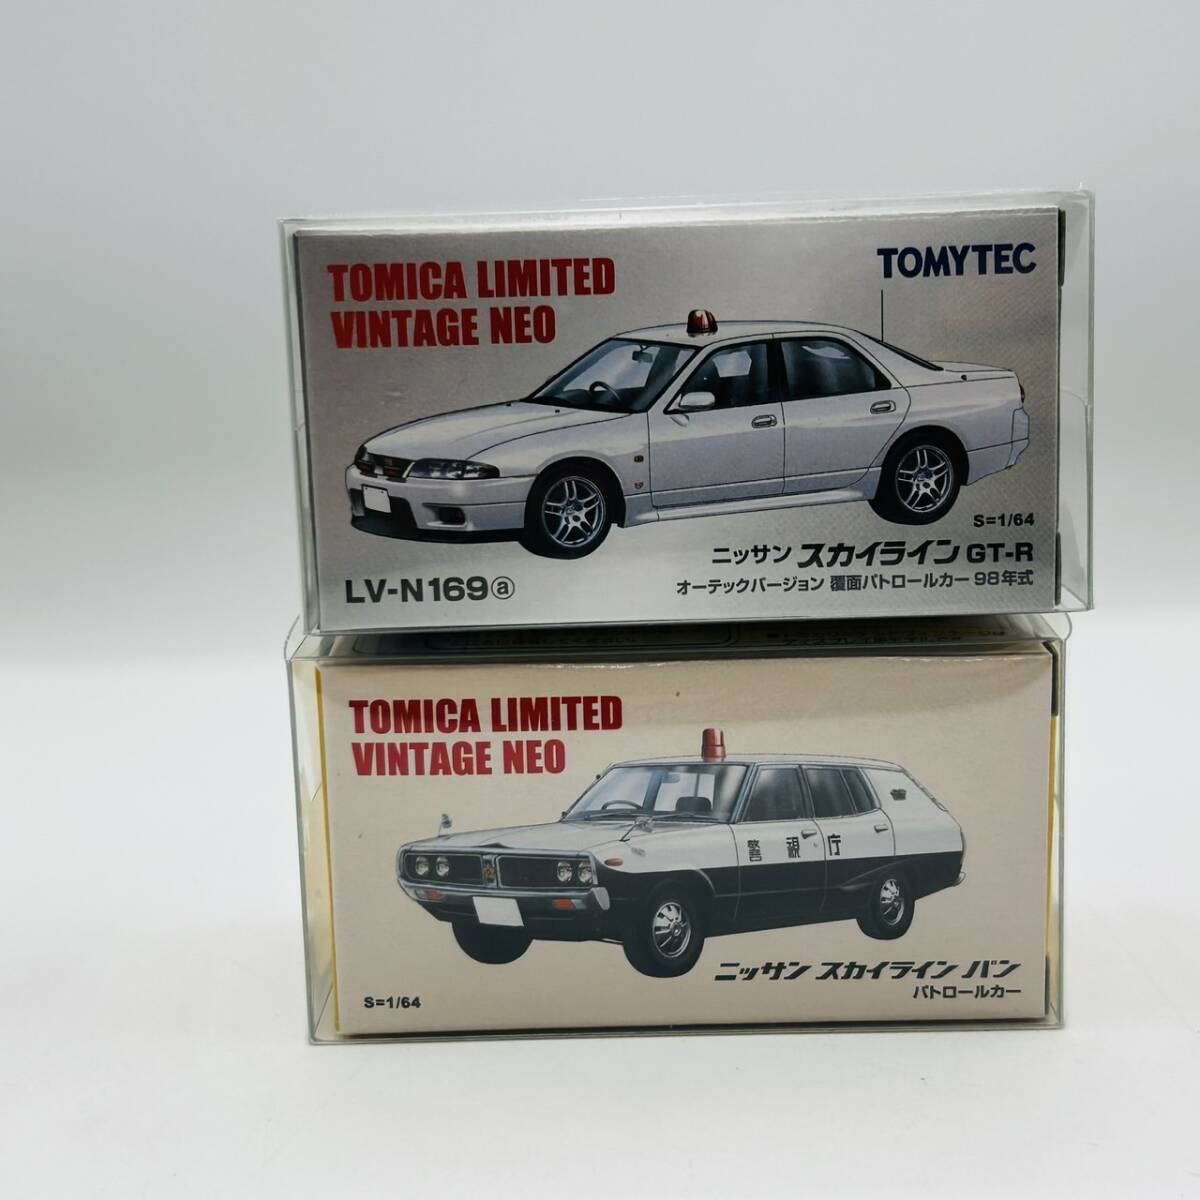 TOMICA LIMITED
VINTAGE NEO
TOMYTEC
S=1/64
ニッサン スカイライン GT-R
オーテックバージョン 覆面パトロールカー 98年式
LV-N169ⓐ
TOMICA LIMITED
VINTAGE NEO
警視庁
ニッサン スカイライン バン
パトロールカー
S=1/64